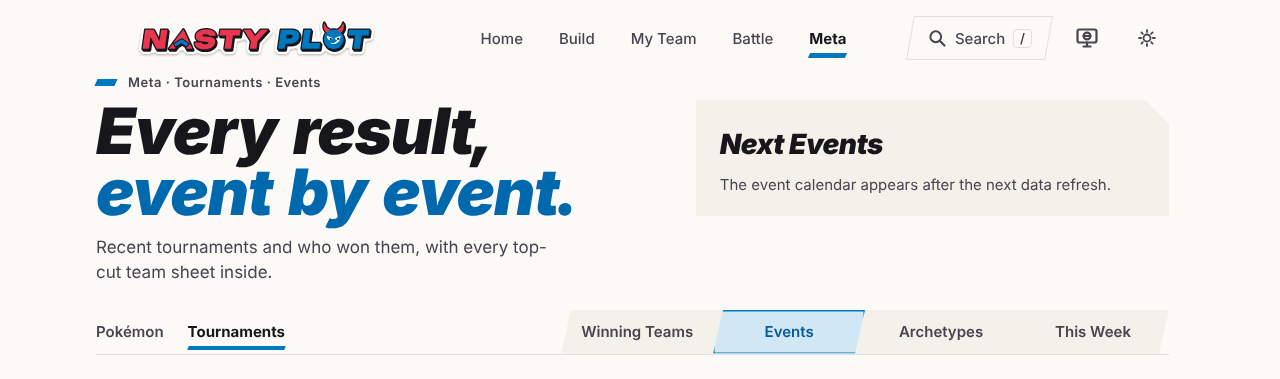 NASTY PLOT
Home
Build
My Team
Battle
Meta
Search /
Meta · Tournaments · Events
Every result,
event by event.
Recent tournaments and who won them, with every top-
cut team sheet inside.
Next Events
The event calendar appears after the next data refresh.
Pokémon
Tournaments
Winning Teams
Events
Archetypes
This Week